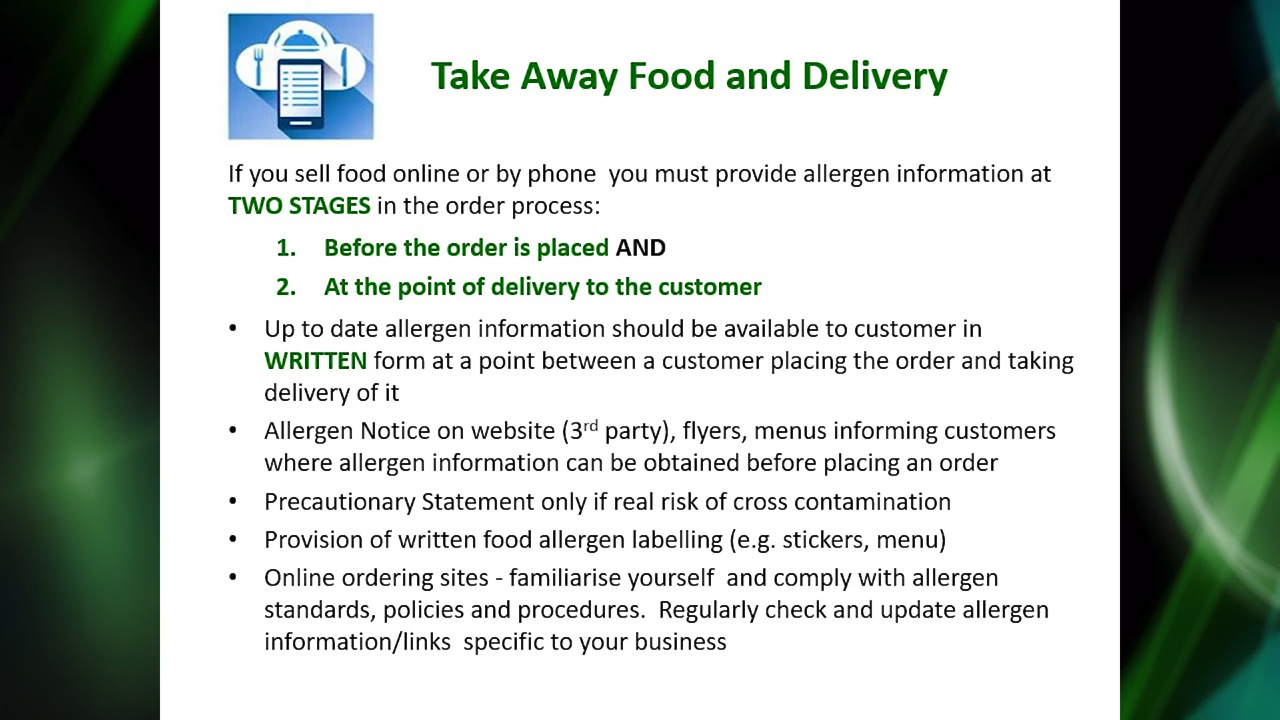 Take Away Food and Delivery
If you sell food online or by phone  you must provide allergen information at
TWO STAGES in the order process:
1. Before the order is placed AND
2. At the point of delivery to the customer
• Up to date allergen information should be available to customer in
WRITTEN form at a point between a customer placing the order and taking
delivery of it
• Allergen Notice on website (3rd party), flyers, menus informing customers
where allergen information can be obtained before placing an order
• Precautionary Statement only if real risk of cross contamination
• Provision of written food allergen labelling (e.g. stickers, menu)
• Online ordering sites - familiarise yourself  and comply with allergen
standards, policies and procedures.  Regularly check and update allergen
information/links  specific to your business